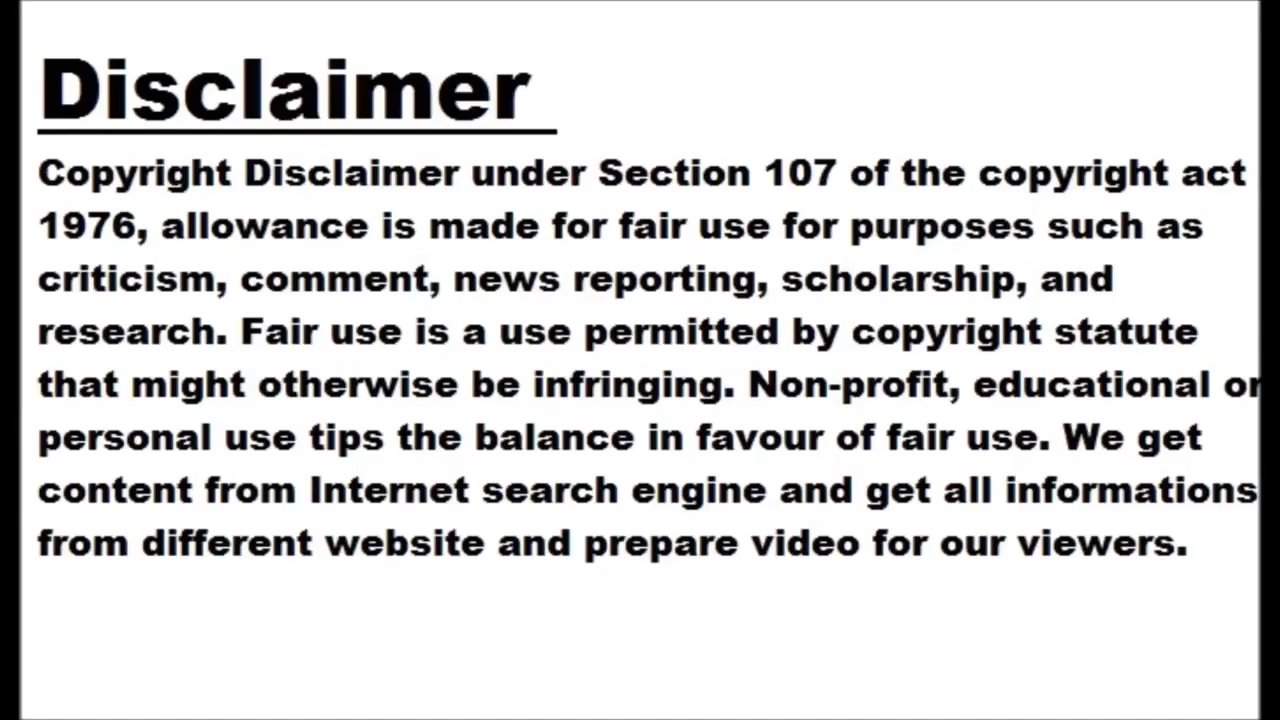 Disclaimer
Copyright Disclaimer under Section 107 of the copyright act
1976, allowance is made for fair use for purposes such as
criticism, comment, news reporting, scholarship, and
research. Fair use is a use permitted by copyright statute
that might otherwise be infringing. Non-profit, educational or
personal use tips the balance in favour of fair use. We get
content from Internet search engine and get all informations
from different website and prepare video for our viewers.